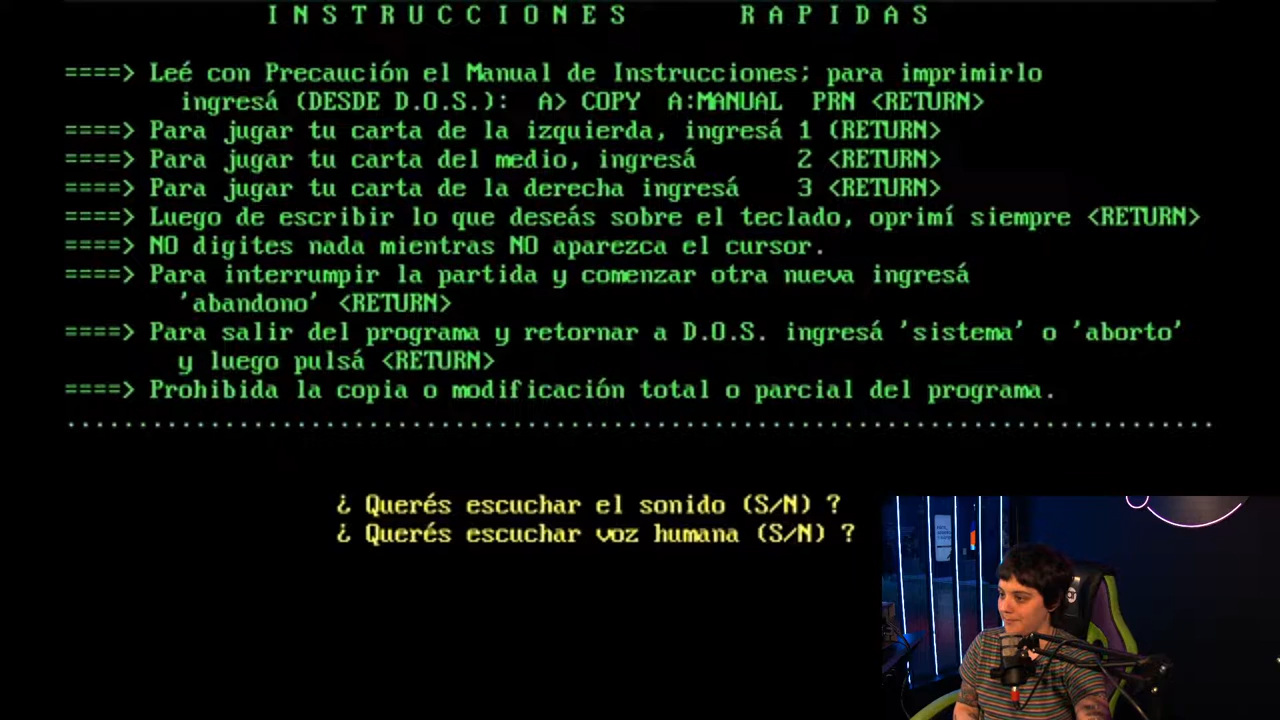 INSTRUCCIONES RAPIDAS
====> Leé con Precaución el Manual de Instrucciones; para imprimirlo
ingresá (DESDE D.O.S.): A> COPY A:MANUAL PRN <RETURN>
====> Para jugar tu carta de la izquierda, ingresá 1 (RETURN>
====> Para jugar tu carta del medio, ingresá 2 <RETURN>
====> Para jugar tu carta de la derecha ingresá 3 <RETURN>
====> Luego de escribir lo que deseás sobre el teclado, oprimí siempre <RETURN>
====> NO digites nada mientras NO aparezca el cursor.
====> Para interrumpir la partida y comenzar otra nueva ingresá
'abandono' <RETURN>
====> Para salir del programa y retornar a D.O.S. ingresá 'sistema' o 'aborto'
y luego pulsá <RETURN>
====> Prohibida la copia o modificación total o parcial del programa.
¿ Querés escuchar el sonido (S/N) ?
¿ Querés escuchar voz humana (S/N) ?